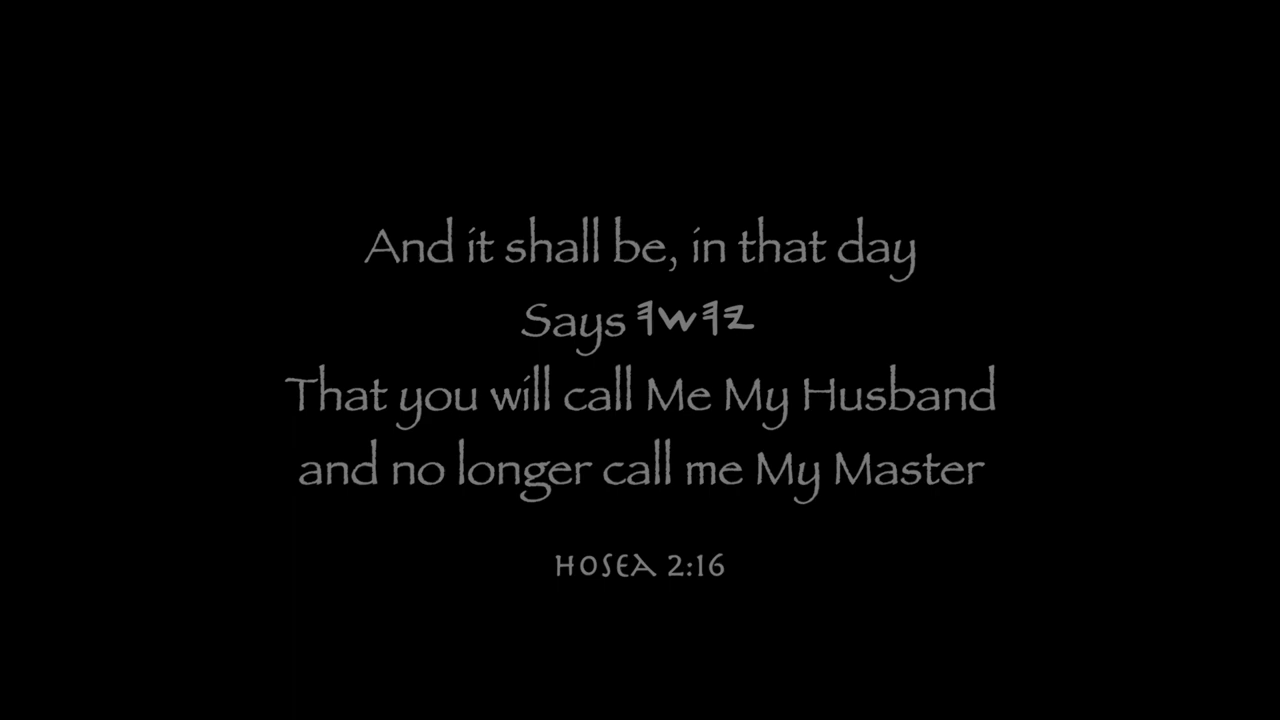 And it shall be, in that day
Says 𐤉𐤄𐤅𐤄
That you will call Me My Husband
and no longer call me My Master
HOSEA 2:16